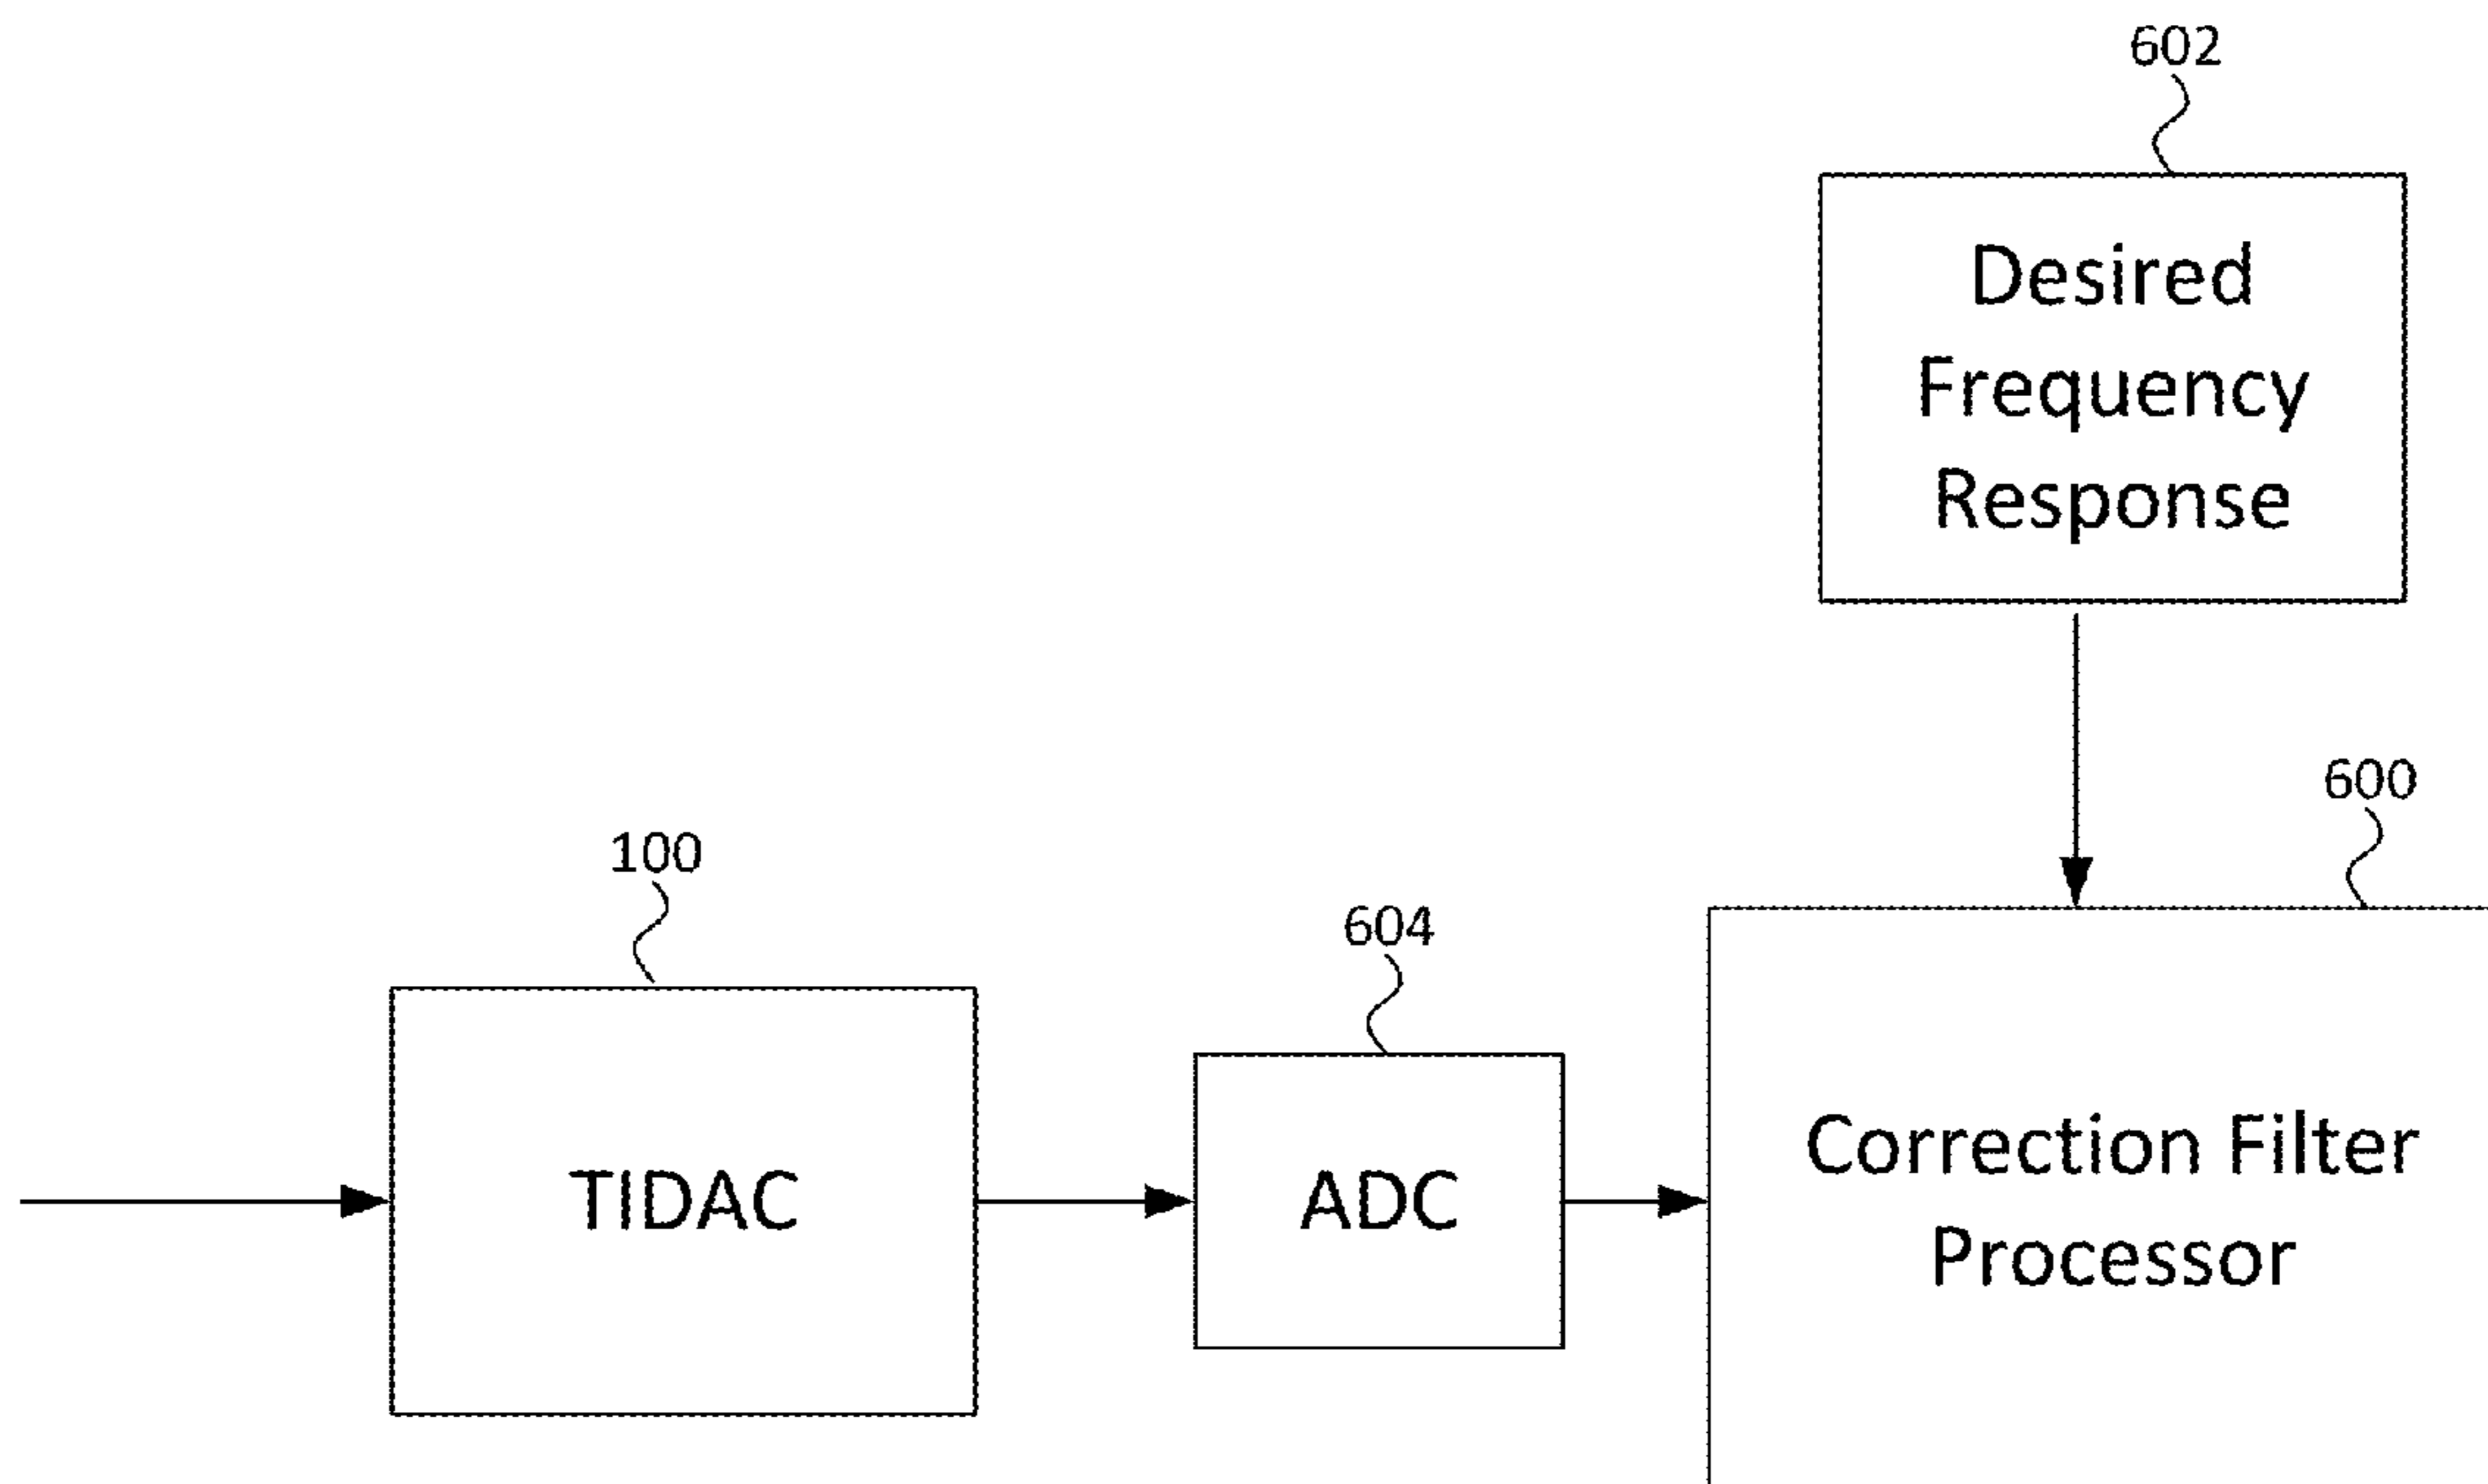 602
Desired
Frequency
Response
600
100
604
TIDAC
ADC
Correction Filter
Processor